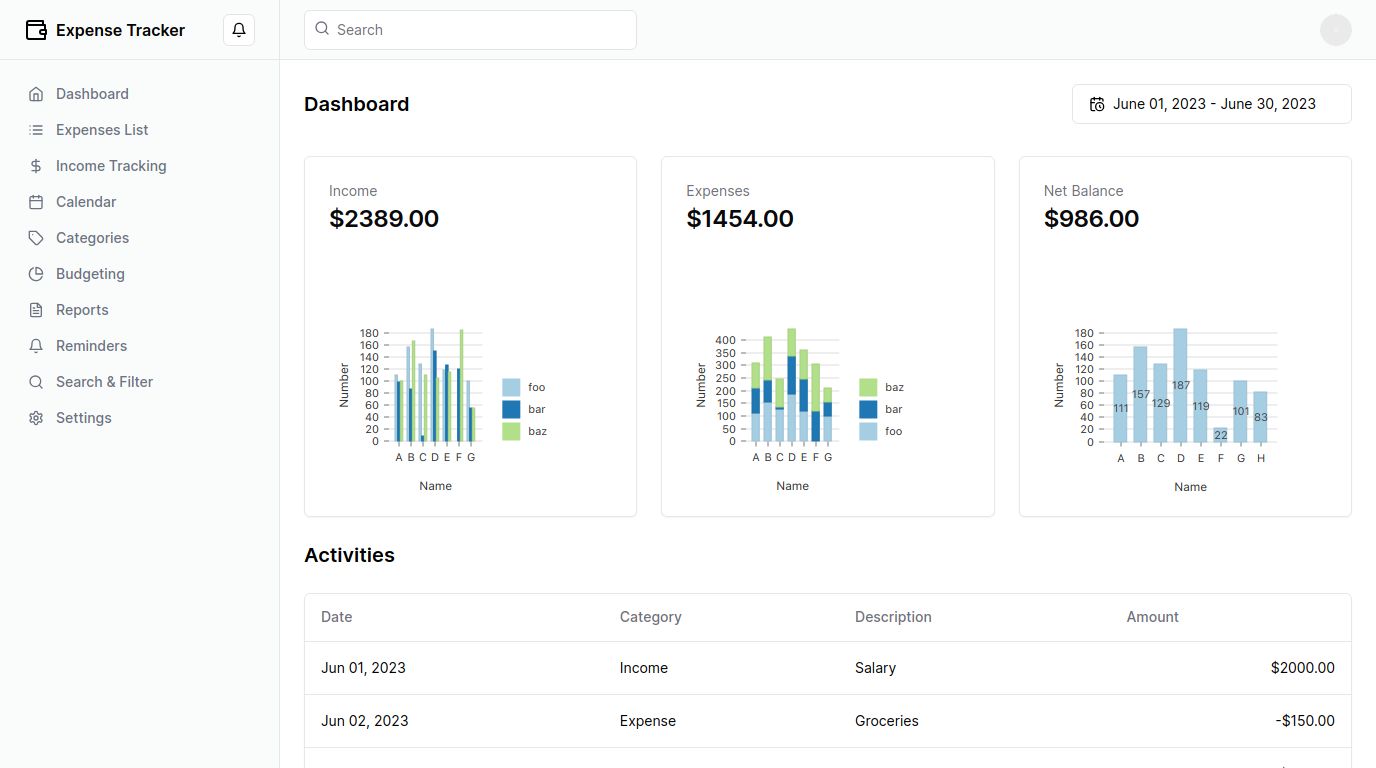 Expense Tracker
Search
Dashboard
Expenses List
Income Tracking
Calendar
Categories
Budgeting
Reports
Reminders
Search & Filter
Settings
Dashboard
June 01, 2023 - June 30, 2023
Income
$2389.00
Number
180
160
140
120
100
80
60
40
20
0
A B C D E F G
Name
foo
bar
baz
Expenses
$1454.00
Number
400
350
300
250
200
150
100
50
0
A B C D E F G
Name
baz
bar
foo
Net Balance
$986.00
Number
180
160
140
120
100
80
60
40
20
0
111 157 129 187 119 22 101 83
A B C D E F G H
Name
Activities
Date Category Description Amount
Jun 01, 2023 Income Salary $2000.00
Jun 02, 2023 Expense Groceries -$150.00